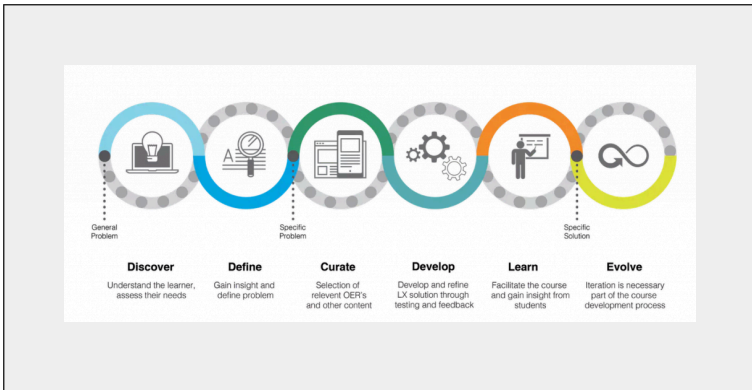 General
Problem
Specific
Problem
Specific
Solution
A
Discover
Understand the learner,
assess their needs
Define
Gain insight and
define problem
Curate
Selection of
relevent OER's
and other content
Develop
Develop and refine
LX solution through
testing and feedback
Learn
Facilitate the course
and gain insight from
students
Evolve
Iteration is necessary
part of the course
development process